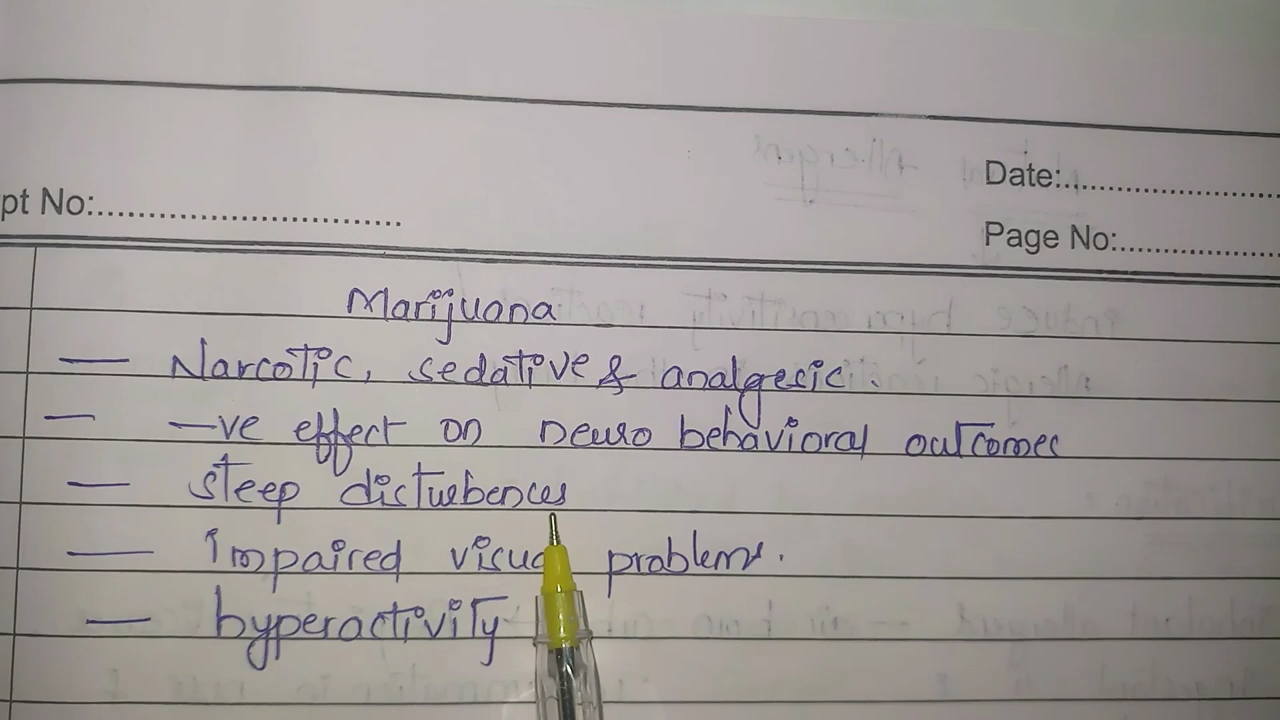 Date:
pt No:
Page No:
Marijuana
— Narcotic, sedative & analgesic.
— -ve effect on neuro behavioral outcomes
— steep disturbences
— Impaired visual problems.
— hyperactivity